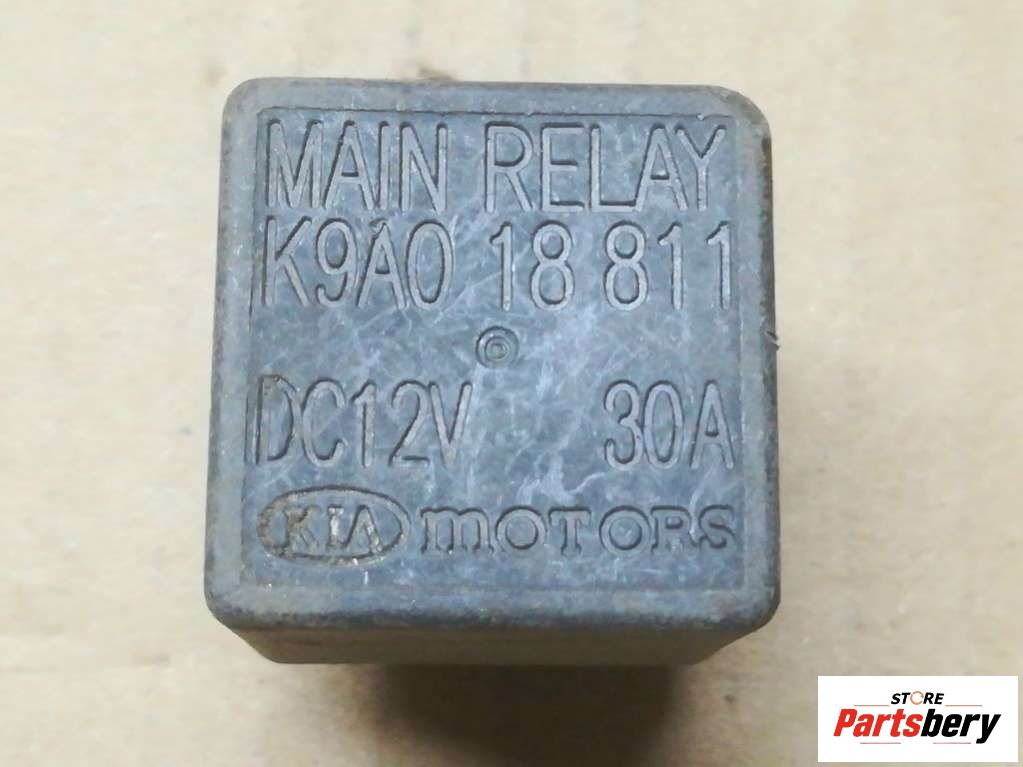 MAIN RELAY
K9A0 18 811
DC12V 30A
KIA MOTORS
STORE
Partsbery